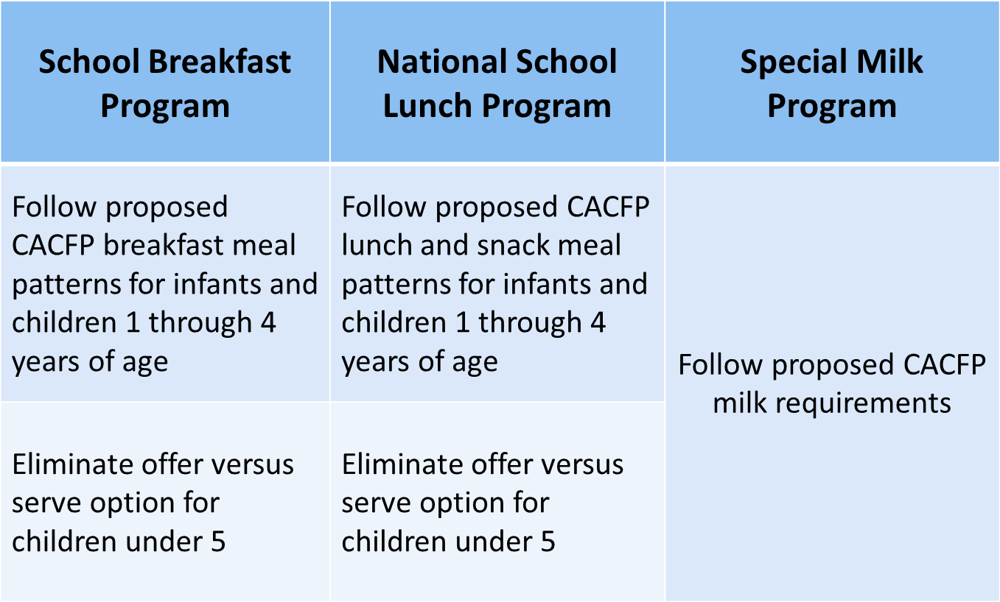 School Breakfast
Program
National School
Lunch Program
Special Milk
Program
Follow proposed
CACFP breakfast meal
patterns for infants and
children 1 through 4
years of age
Follow proposed CACFP
lunch and snack meal
patterns for infants and
children 1 through 4
years of age
Follow proposed CACFP
milk requirements
Eliminate offer versus
serve option for
children under 5
Eliminate offer versus
serve option for
children under 5